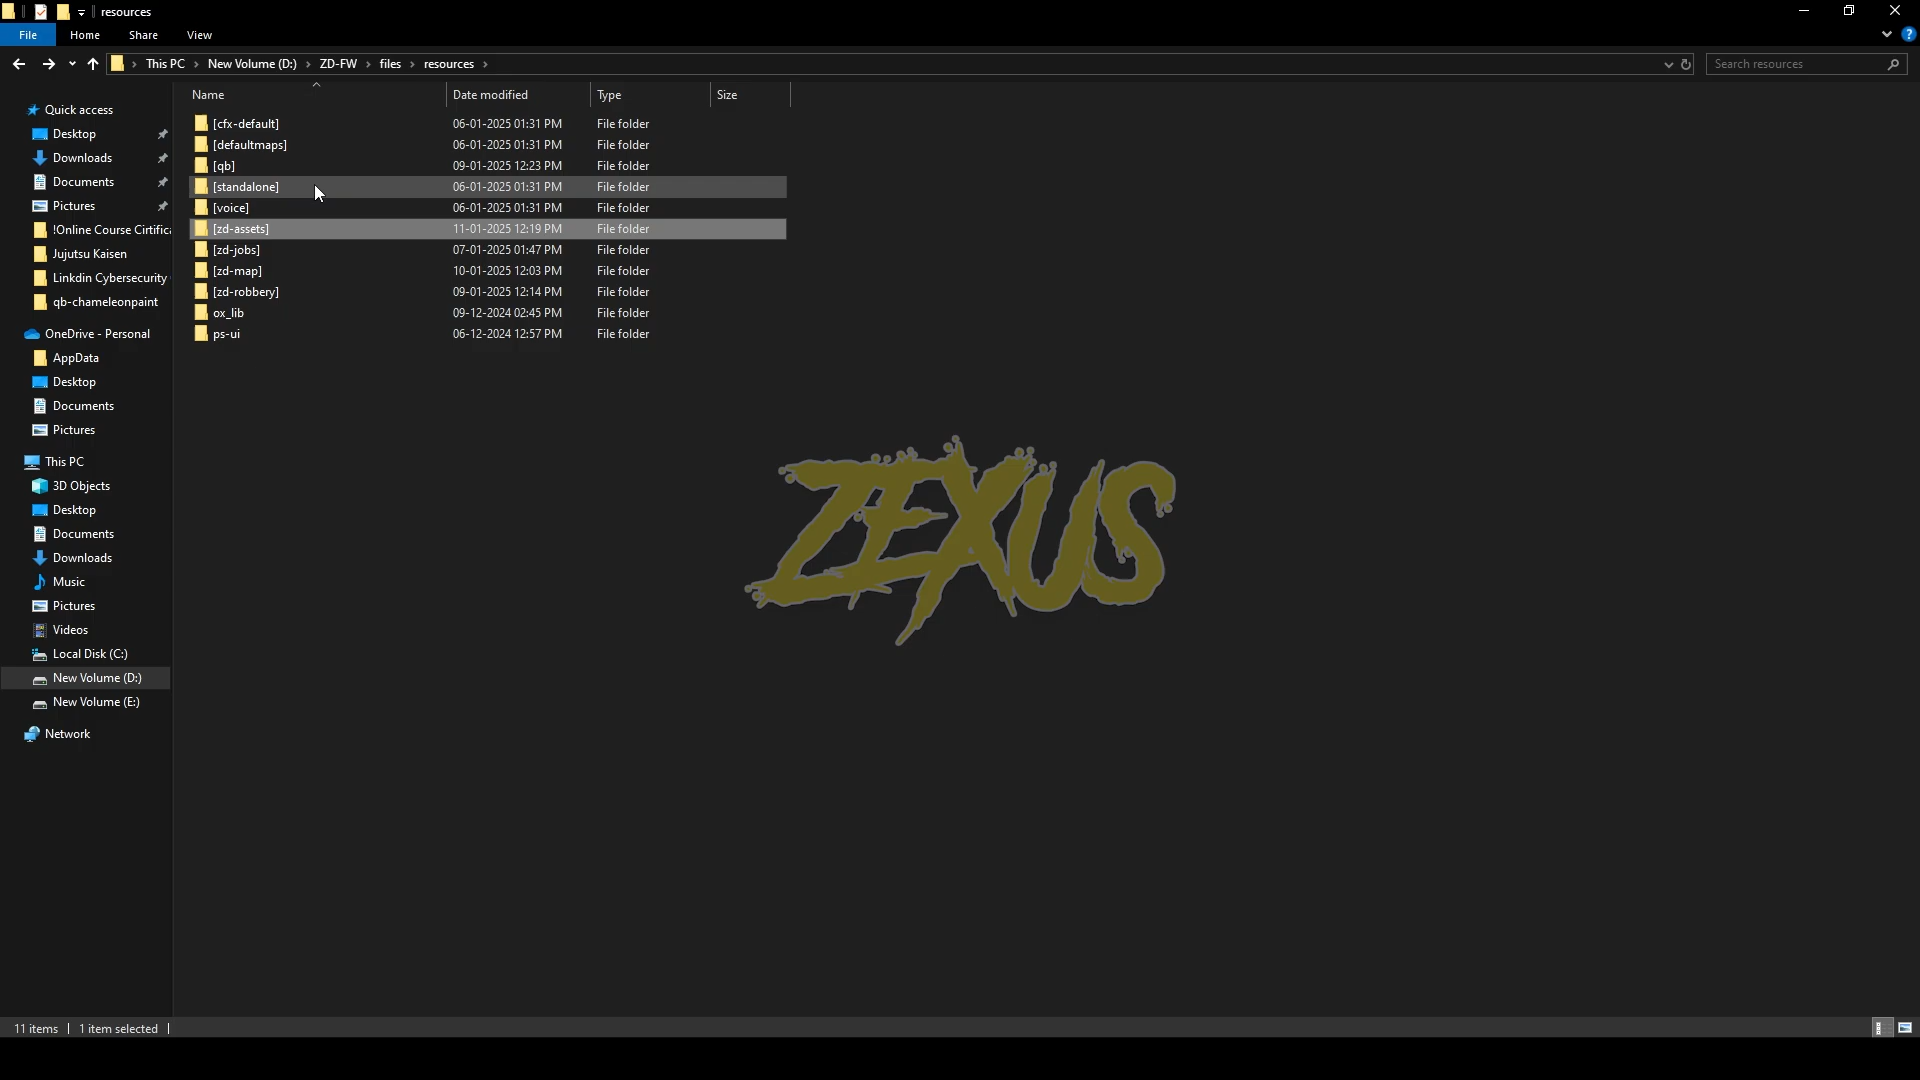 resources
File Home Share View
This PC New Volume (D:) ZD-FW files resources
Search resources
Name Date modified Type Size
[cfx-default] 06-01-2025 01:31 PM File folder
[defaultmaps] 06-01-2025 01:31 PM File folder
[qb] 09-01-2025 12:23 PM File folder
[standalone] 06-01-2025 01:31 PM File folder
[voice] 06-01-2025 01:31 PM File folder
[zd-assets] 11-01-2025 12:19 PM File folder
[zd-jobs] 07-01-2025 01:47 PM File folder
[zd-map] 10-01-2025 12:03 PM File folder
[zd-robbery] 09-01-2025 12:14 PM File folder
ox_lib 09-12-2024 02:45 PM File folder
ps-ui 06-12-2024 12:57 PM File folder
Quick access
Desktop
Downloads
Documents
Pictures
!Online Course Cirtifica
Jujutsu Kaisen
Linkdin Cybersecurity
qb-chameleonpaint
OneDrive - Personal
AppData
Desktop
Documents
Pictures
This PC
3D Objects
Desktop
Documents
Downloads
Music
Pictures
Videos
Local Disk (C:)
New Volume (D:)
New Volume (E:)
Network
ZEXUS
11 items 1 item selected